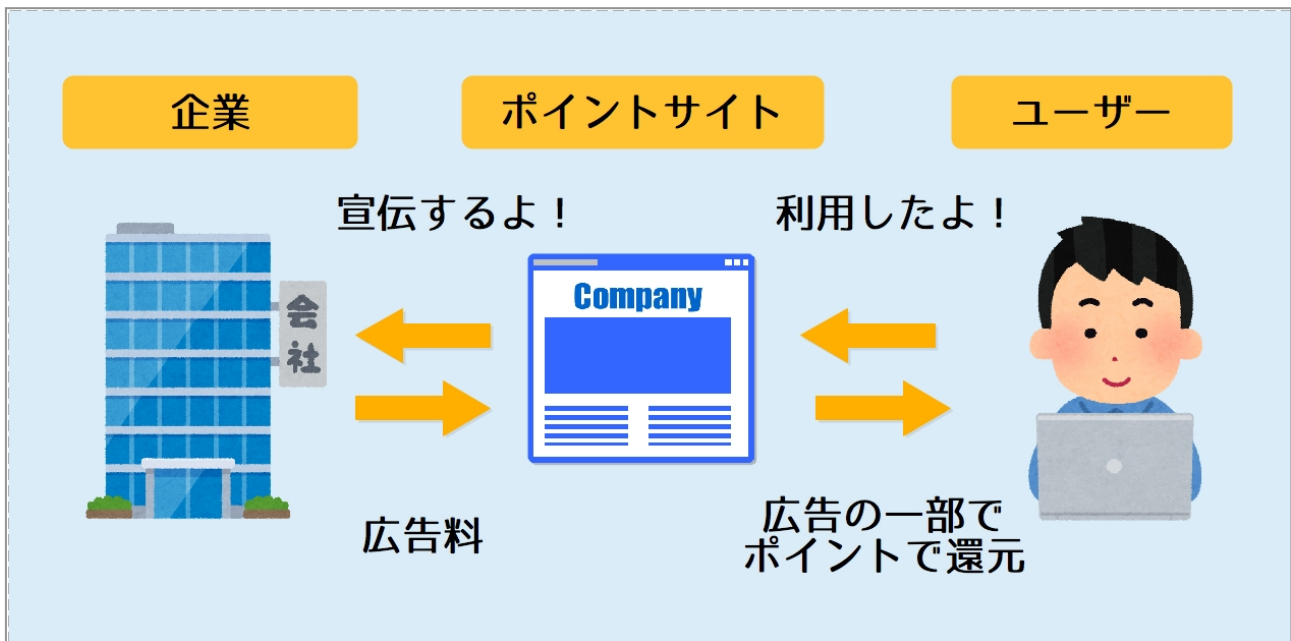 企業
ポイントサイト
ユーザー
宣伝するよ！
利用したよ！
会社
Company
広告料
広告の一部で
ポイントで還元